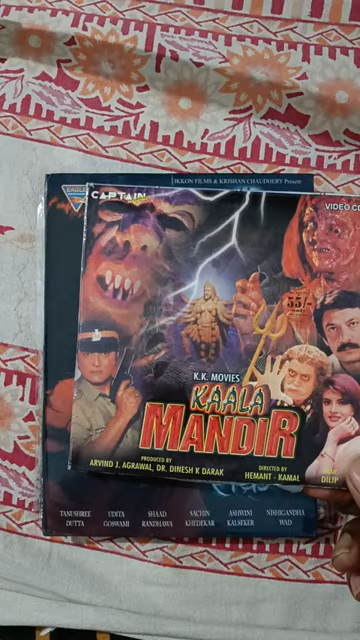 IKKON FILMS & KRISHAN CHAUDHERY Present
EAGLE
CAPTAIN
VIDEO CD
55/-
K.K. MOVIES
KAALA
MANDIR
PRODUCED BY
ARVIND J. AGRAWAL, DR. DINESH K DARAK
DIRECTED BY
HEMANT - KAMAL
DILIP
TANUSHREE DUTTA
UDITA GOSWAMI
SHAAD RANDHAWA
SACHIN KHEDEKAR
ASHWINI KALSEKER
NISHIGANDHA WAD